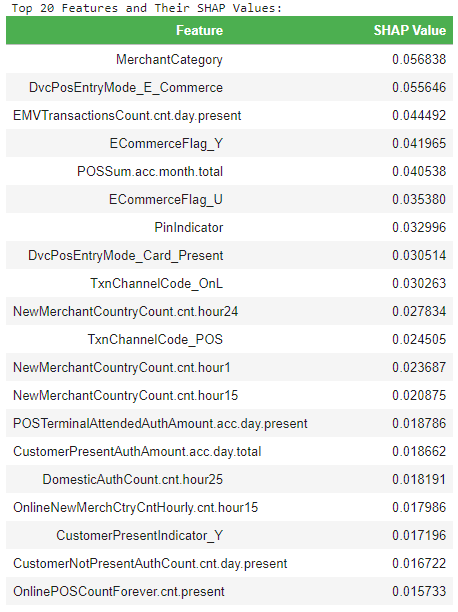 Top 20 Features and Their SHAP Values:
Feature SHAP Value
MerchantCategory 0.056838
DvcPosEntryMode_E_Commerce 0.055646
EMVTransactionsCount.cnt.day.present 0.044492
ECommerceFlag_Y 0.041965
POSSum.acc.month.total 0.040538
ECommerceFlag_U 0.035380
PinIndicator 0.032996
DvcPosEntryMode_Card_Present 0.030514
TxnChannelCode_OnL 0.030263
NewMerchantCountryCount.cnt.hour24 0.027834
TxnChannelCode_POS 0.024505
NewMerchantCountryCount.cnt.hour1 0.023687
NewMerchantCountryCount.cnt.hour15 0.020875
POSTerminalAttendedAuthAmount.acc.day.present 0.018786
CustomerPresentAuthAmount.acc.day.total 0.018662
DomesticAuthCount.cnt.hour25 0.018191
OnlineNewMerchCtryCntHourly.cnt.hour15 0.017986
CustomerPresentIndicator_Y 0.017196
CustomerNotPresentAuthCount.cnt.day.present 0.016722
OnlinePOSCountForever.cnt.present 0.015733